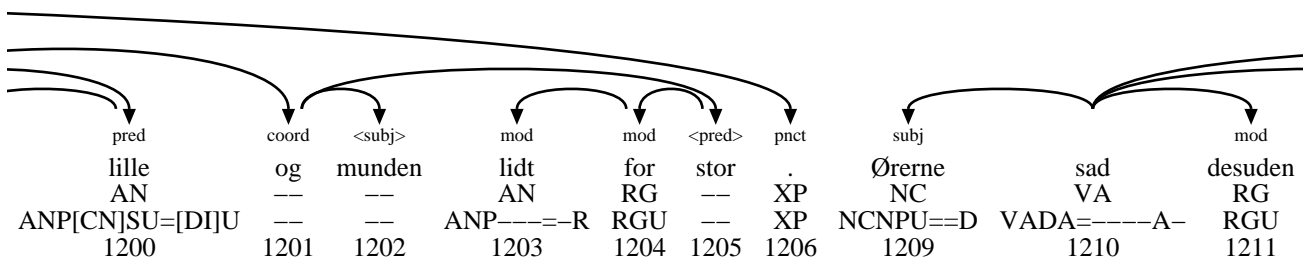 pred coord <subj> mod mod <pred> pnct subj mod
lille og munden lidt for stor . Ørerne sad desuden
AN −− −− AN RG −− XP NC VA RG
ANP[CN]SU=[DI]U −− −− ANP−−−=−R RGU −− XP NCNPU==D VADA=−−−−A− RGU
1200 1201 1202 1203 1204 1205 1206 1209 1210 1211